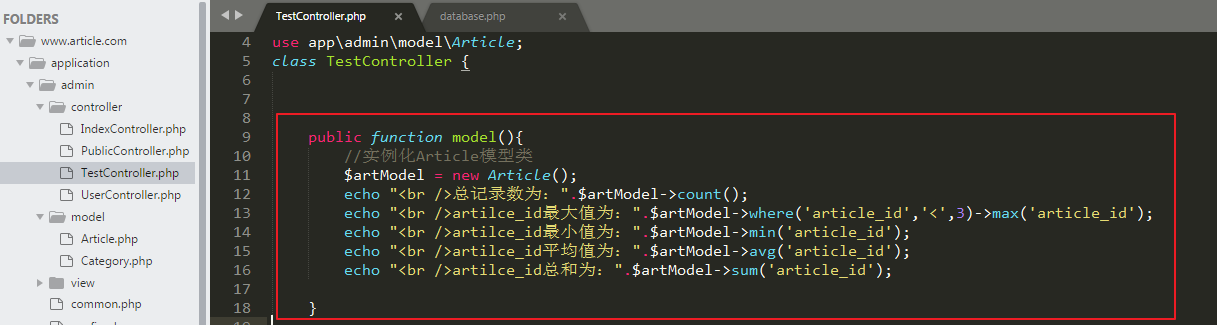 FOLDERS
www.article.com
application
admin
controller
IndexController.php
PublicController.php
TestController.php
UserController.php
model
Article.php
Category.php
view
common.php
TestController.php × database.php ×
4 use app\admin\model\Article;
5 class TestController {
6
7
8
9 public function model(){
10 //实例化Article模型类
11 $artModel = new Article();
12 echo "<br />总记录数为：".$artModel->count();
13 echo "<br />artilce_id最大值为：".$artModel->where('article_id','<',3)->max('article_id');
14 echo "<br />artilce_id最小值为：".$artModel->min('article_id');
15 echo "<br />artilce_id平均值为：".$artModel->avg('article_id');
16 echo "<br />artilce_id总和为：".$artModel->sum('article_id');
17
18 }